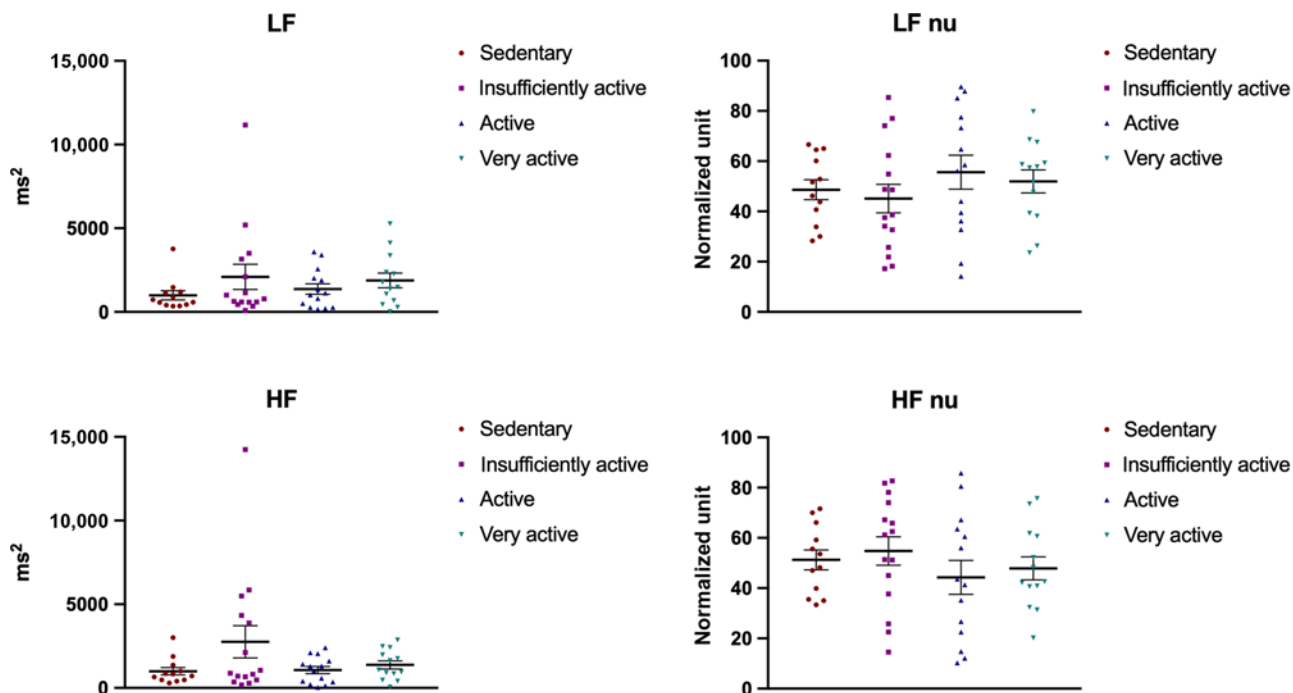 LF
15,000
10,000
5000
0
ms²
Sedentary
Insufficiently active
Active
Very active
LF nu
100
80
60
40
20
0
Normalized unit
Sedentary
Insufficiently active
Active
Very active
HF
15,000
10,000
5000
0
ms²
Sedentary
Insufficiently active
Active
Very active
HF nu
100
80
60
40
20
0
Normalized unit
Sedentary
Insufficiently active
Active
Very active